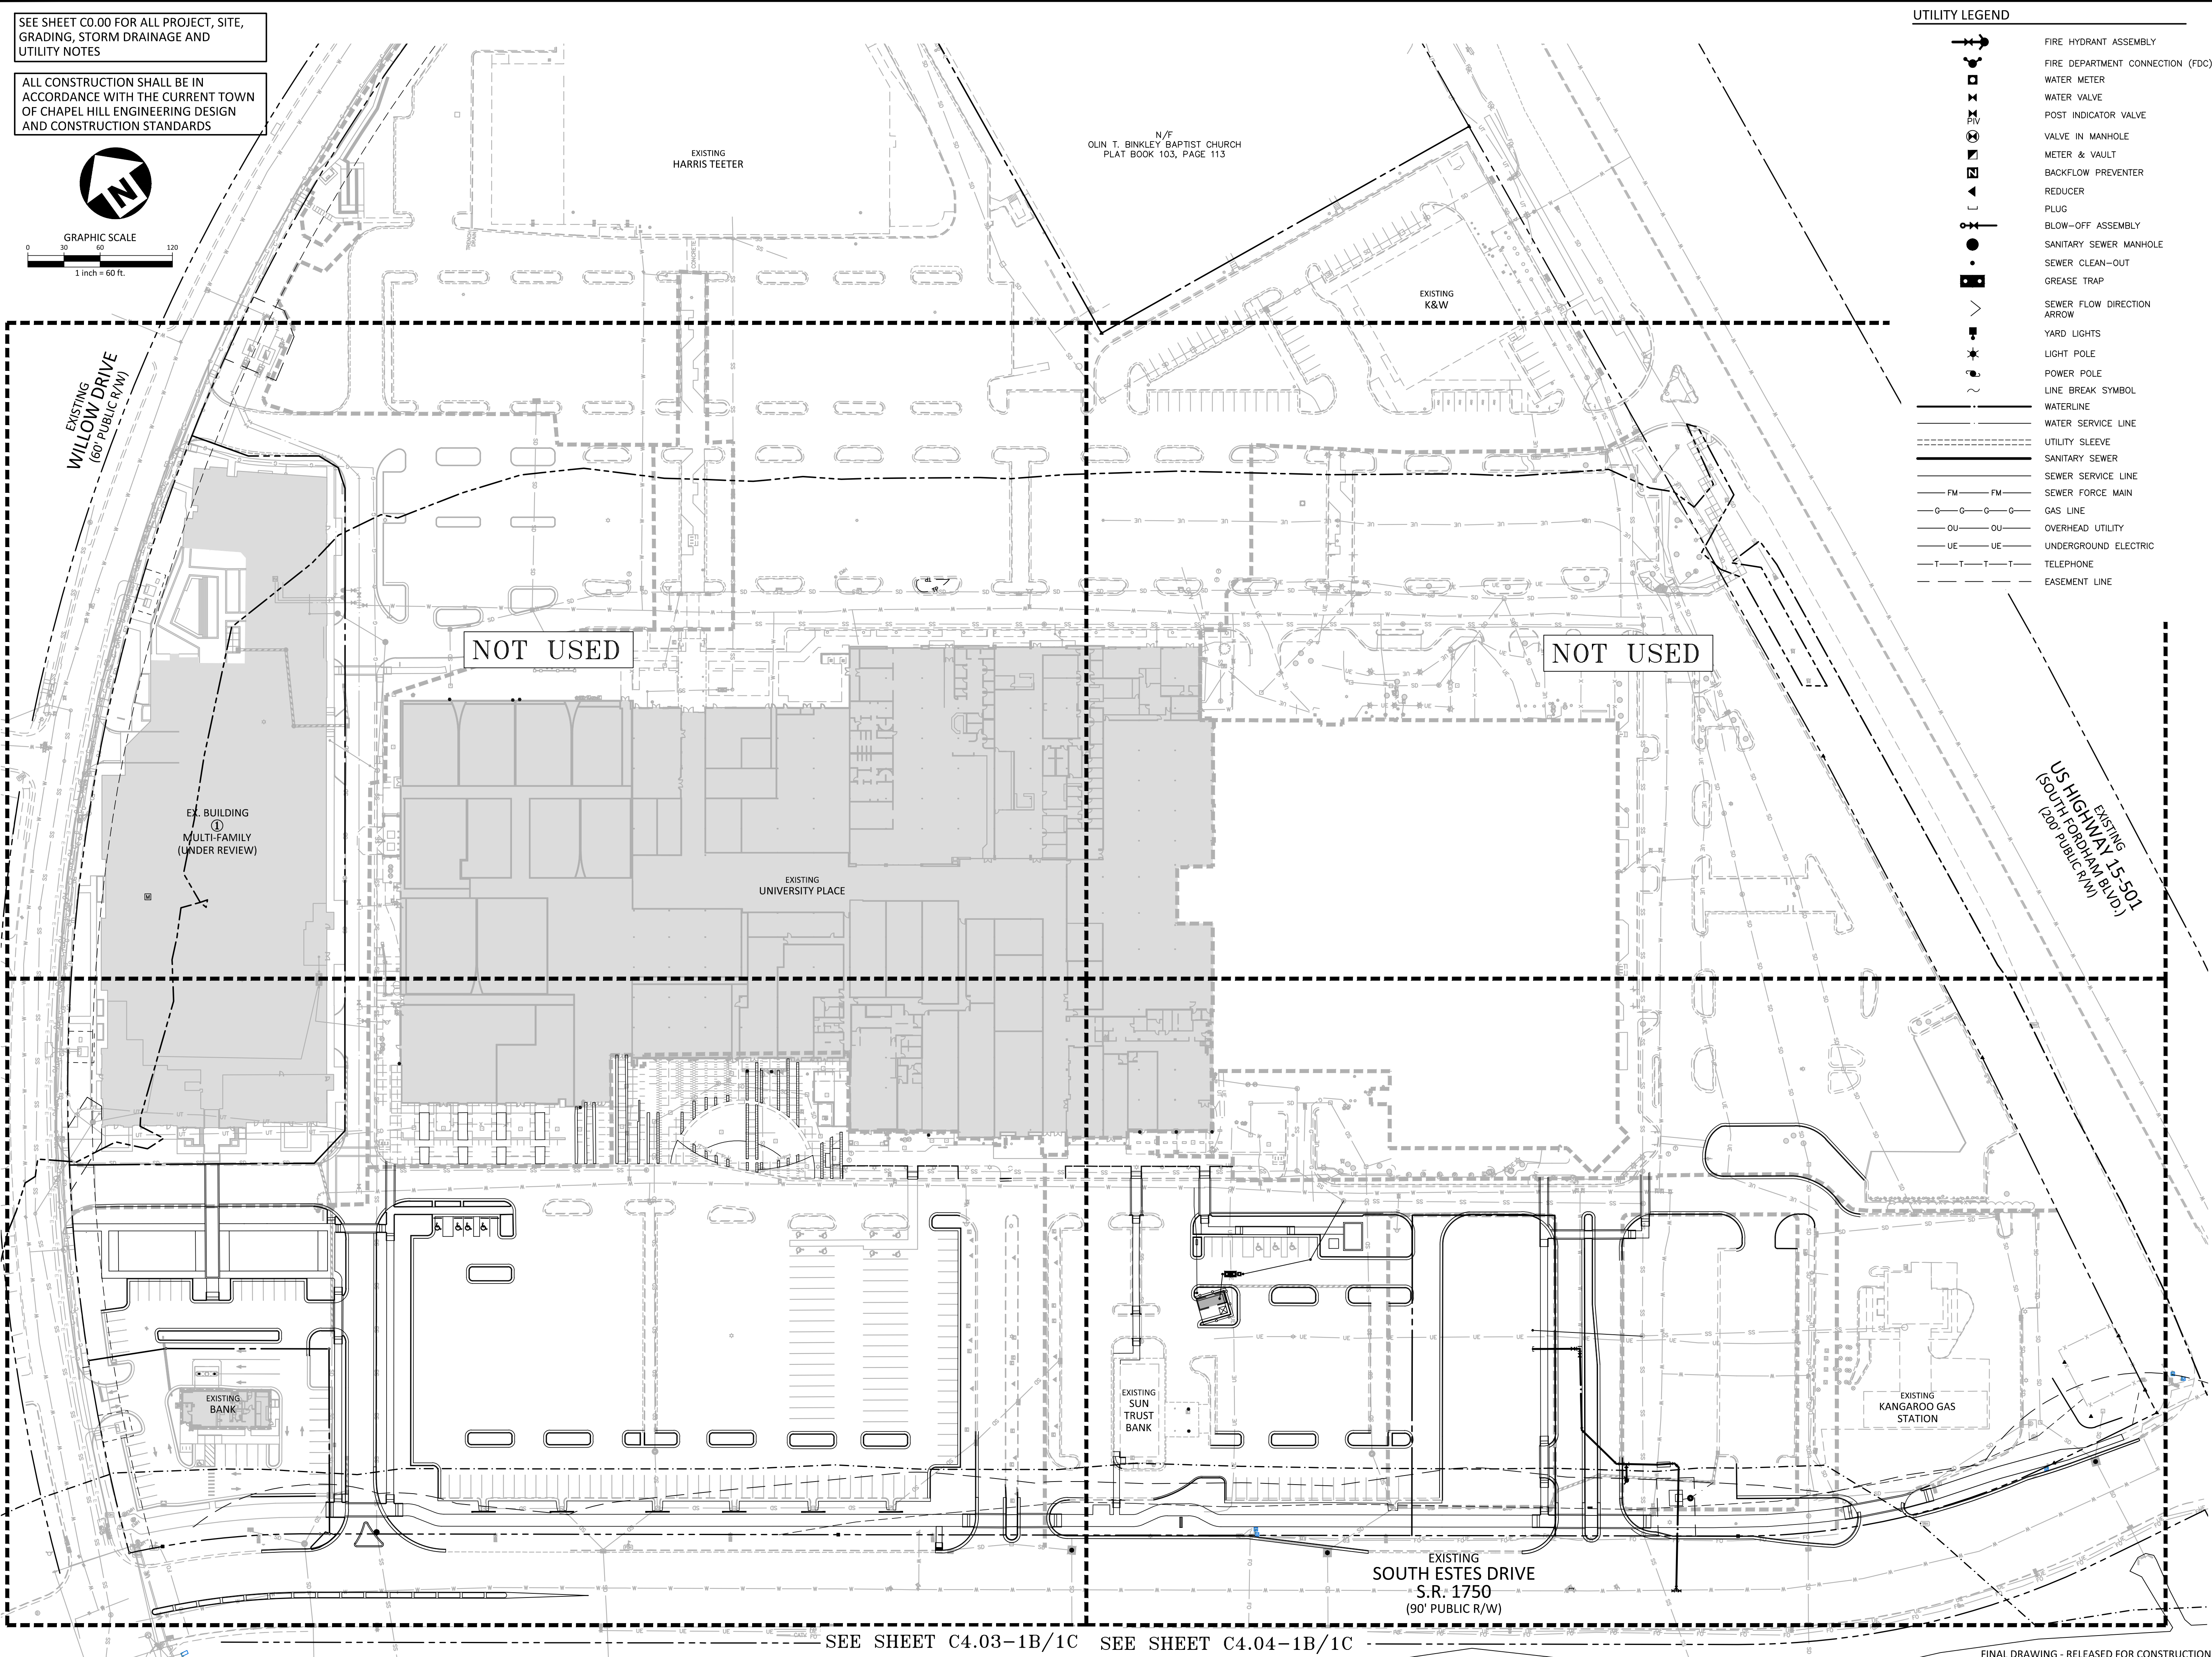 SEE SHEET C0.00 FOR ALL PROJECT, SITE,
GRADING, STORM DRAINAGE AND
UTILITY NOTES
ALL CONSTRUCTION SHALL BE IN
ACCORDANCE WITH THE CURRENT TOWN
OF CHAPEL HILL ENGINEERING DESIGN
AND CONSTRUCTION STANDARDS
N
GRAPHIC SCALE
0 30 60 120
1 inch = 60 ft.
UTILITY LEGEND
FIRE HYDRANT ASSEMBLY
FIRE DEPARTMENT CONNECTION (FDC)
WATER METER
WATER VALVE
PIV
POST INDICATOR VALVE
VALVE IN MANHOLE
METER & VAULT
N
BACKFLOW PREVENTER
REDUCER
PLUG
BLOW-OFF ASSEMBLY
SANITARY SEWER MANHOLE
SEWER CLEAN-OUT
GREASE TRAP
SEWER FLOW DIRECTION
ARROW
YARD LIGHTS
LIGHT POLE
POWER POLE
LINE BREAK SYMBOL
WATERLINE
WATER SERVICE LINE
UTILITY SLEEVE
SANITARY SEWER
SEWER SERVICE LINE
FM FM SEWER FORCE MAIN
G G G G GAS LINE
OU OU OVERHEAD UTILITY
UE UE UNDERGROUND ELECTRIC
T T T T TELEPHONE
EASEMENT LINE
EXISTING
HARRIS TEETER
N/F
OLIN T. BINKLEY BAPTIST CHURCH
PLAT BOOK 103, PAGE 113
EXISTING
K&W
EXISTING
WILLOW DRIVE
(60' PUBLIC R/W)
CONCRETE
NOT USED
NOT USED
EXISTING
US HIGHWAY 15-501
(SOUTH FORDHAM BLVD.)
(200' PUBLIC R/W)
EX. BUILDING
1
MULTI-FAMILY
(UNDER REVIEW)
EXISTING
UNIVERSITY PLACE
EXISTING
BANK
EXISTING
SUN
TRUST
BANK
EXISTING
KANGAROO GAS
STATION
EXISTING
SOUTH ESTES DRIVE
S.R. 1750
(90' PUBLIC R/W)
SEE SHEET C4.03-1B/1C
SEE SHEET C4.04-1B/1C
FINAL DRAWING - RELEASED FOR CONSTRUCTION